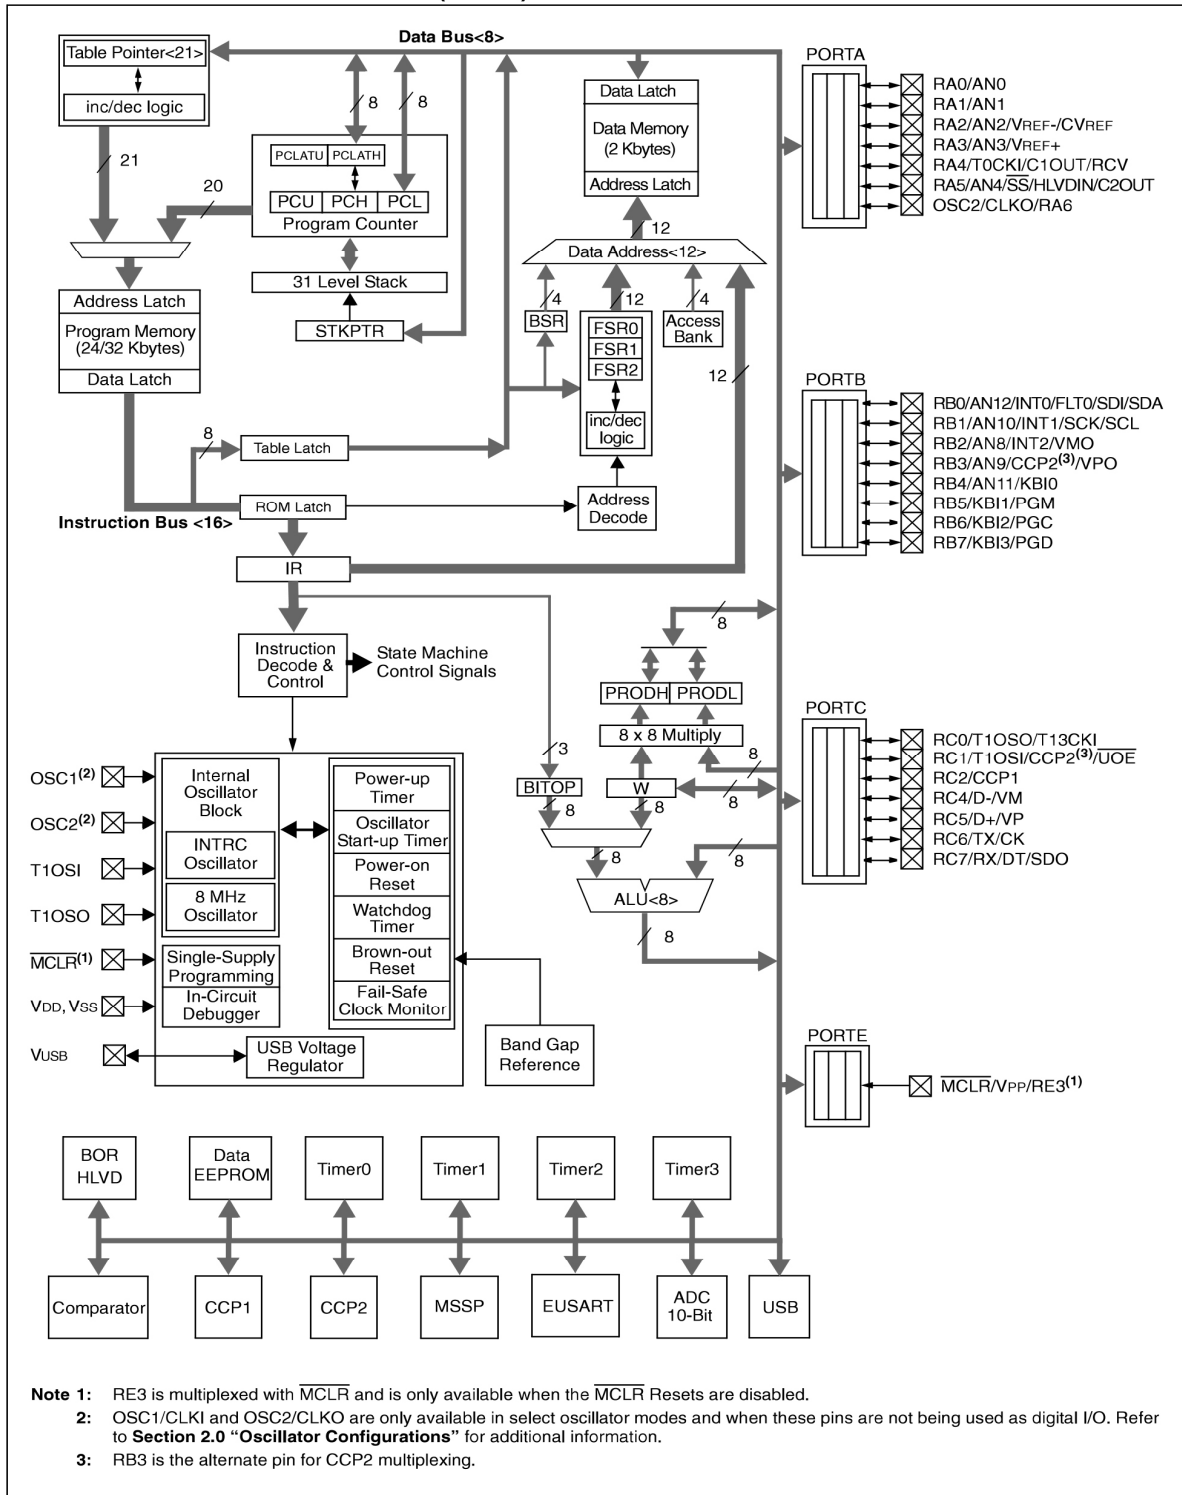 Data Bus<8>
Table Pointer<21>
inc/dec logic
21
20
8
8
PCLATU PCLATH
PCU PCH PCL
Program Counter
31 Level Stack
STKPTR
Address Latch
Program Memory
(24/32 Kbytes)
Data Latch
8
Table Latch
Instruction Bus <16>
ROM Latch
IR
Data Latch
Data Memory
(2 Kbytes)
Address Latch
12
Data Address<12>
4
12
4
BSR
FSR0
FSR1
FSR2
inc/dec
logic
Access
Bank
12
Address
Decode
Instruction
Decode &
Control
State Machine
Control Signals
8
PRODH PRODL
8 x 8 Multiply
3
8
BITOP
W
8
8
8
8
8
ALU<8>
8
OSC1(2)
OSC2(2)
T1OSI
T1OSO
MCLR(1)
VDD, VSS
VUSB
Internal
Oscillator
Block
INTRC
Oscillator
8 MHz
Oscillator
Single-Supply
Programming
In-Circuit
Debugger
USB Voltage
Regulator
Power-up
Timer
Oscillator
Start-up Timer
Power-on
Reset
Watchdog
Timer
Brown-out
Reset
Fail-Safe
Clock Monitor
Band Gap
Reference
PORTA
RA0/AN0
RA1/AN1
RA2/AN2/VREF-/CVREF
RA3/AN3/VREF+
RA4/T0CKI/C1OUT/RCV
RA5/AN4/SS/HLVDIN/C2OUT
OSC2/CLKO/RA6
PORTB
RB0/AN12/INT0/FLT0/SDI/SDA
RB1/AN10/INT1/SCK/SCL
RB2/AN8/INT2/VMO
RB3/AN9/CCP2(3)/VPO
RB4/AN11/KBI0
RB5/KBI1/PGM
RB6/KBI2/PGC
RB7/KBI3/PGD
PORTC
RC0/T1OSO/T13CKI
RC1/T1OSI/CCP2(3)/UOE
RC2/CCP1
RC4/D-/VM
RC5/D+/VP
RC6/TX/CK
RC7/RX/DT/SDO
PORTE
MCLR/VPP/RE3(1)
BOR
HLVD
Data
EEPROM
Timer0
Timer1
Timer2
Timer3
Comparator
CCP1
CCP2
MSSP
EUSART
ADC
10-Bit
USB
Note 1: RE3 is multiplexed with MCLR and is only available when the MCLR Resets are disabled.
2: OSC1/CLKI and OSC2/CLKO are only available in select oscillator modes and when these pins are not being used as digital I/O. Refer
to Section 2.0 “Oscillator Configurations” for additional information.
3: RB3 is the alternate pin for CCP2 multiplexing.